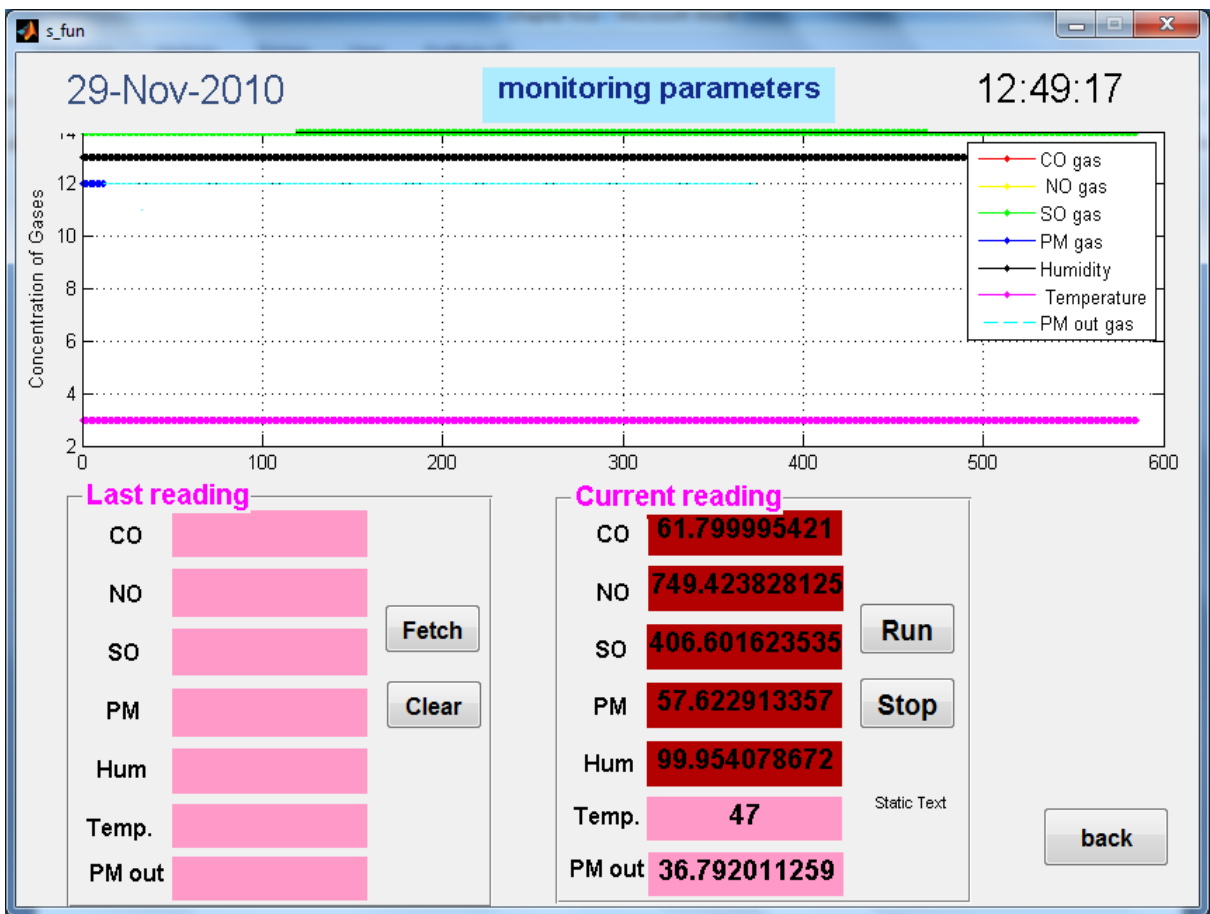 s_fun
29-Nov-2010
monitoring parameters
12:49:17
Concentration of Gases
14
12
10
8
6
4
2
0
100
200
300
400
500
600
CO gas
NO gas
SO gas
PM gas
Humidity
Temperature
PM out gas
Last reading
CO
NO
SO
PM
Hum
Temp.
PM out
Fetch
Clear
Current reading
CO 61.799995421
NO 749.423828125
SO 406.601623535
PM 57.622913357
Hum 99.954078672
Temp. 47
PM out 36.792011259
Run
Stop
Static Text
back